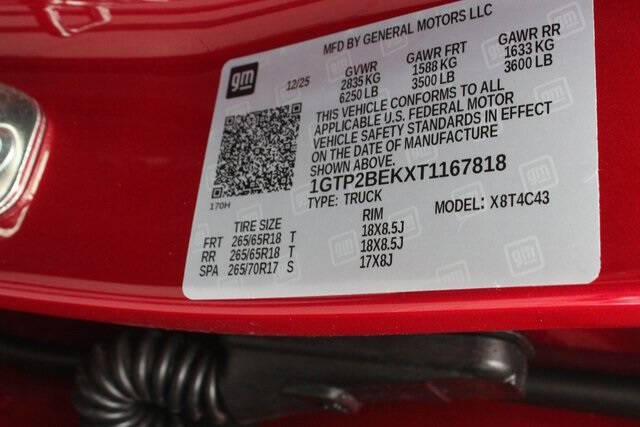 MFD BY GENERAL MOTORS LLC
gm
12/25 GVWR GAWR FRT GAWR RR
2835 KG 1588 KG 1633 KG
6250 LB 3500 LB 3600 LB
THIS VEHICLE CONFORMS TO ALL
APPLICABLE U.S. FEDERAL MOTOR
VEHICLE SAFETY STANDARDS IN EFFECT
ON THE DATE OF MANUFACTURE
SHOWN ABOVE.
1GTP2BEKXT1167818
170H
TYPE: TRUCK MODEL: X8T4C43
TIRE SIZE RIM
FRT 265/65R18 T 18X8.5J
RR 265/65R18 T 18X8.5J
SPA 265/70R17 S 17X8J